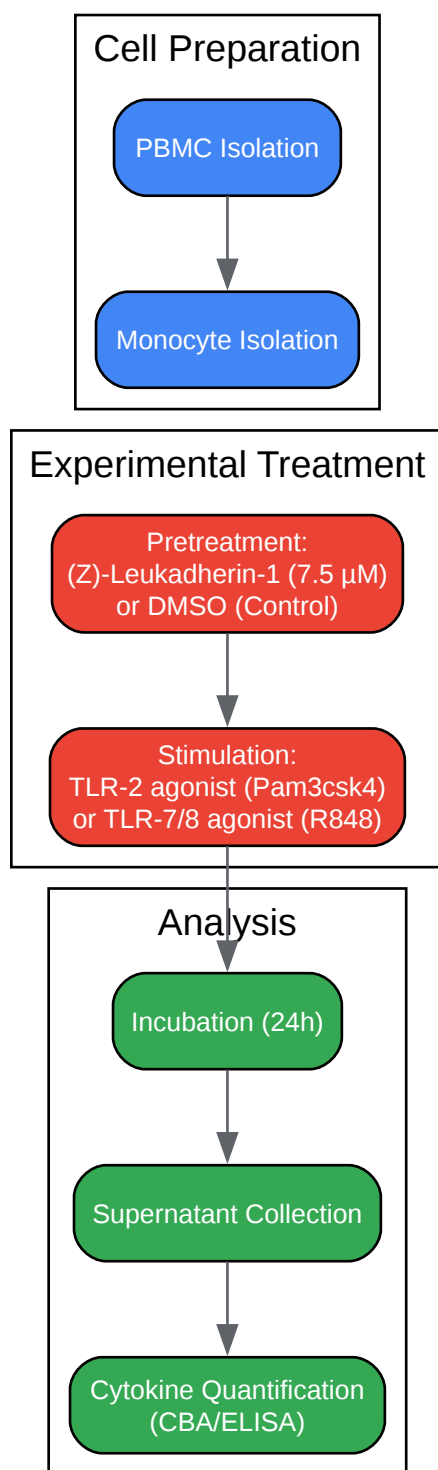 Cell Preparation
PBMC Isolation
Monocyte Isolation
Experimental Treatment
Pretreatment:
(Z)-Leukadherin-1 (7.5 µM)
or DMSO (Control)
Stimulation:
TLR-2 agonist (Pam3csk4)
or TLR-7/8 agonist (R848)
Analysis
Incubation (24h)
Supernatant Collection
Cytokine Quantification
(CBA/ELISA)